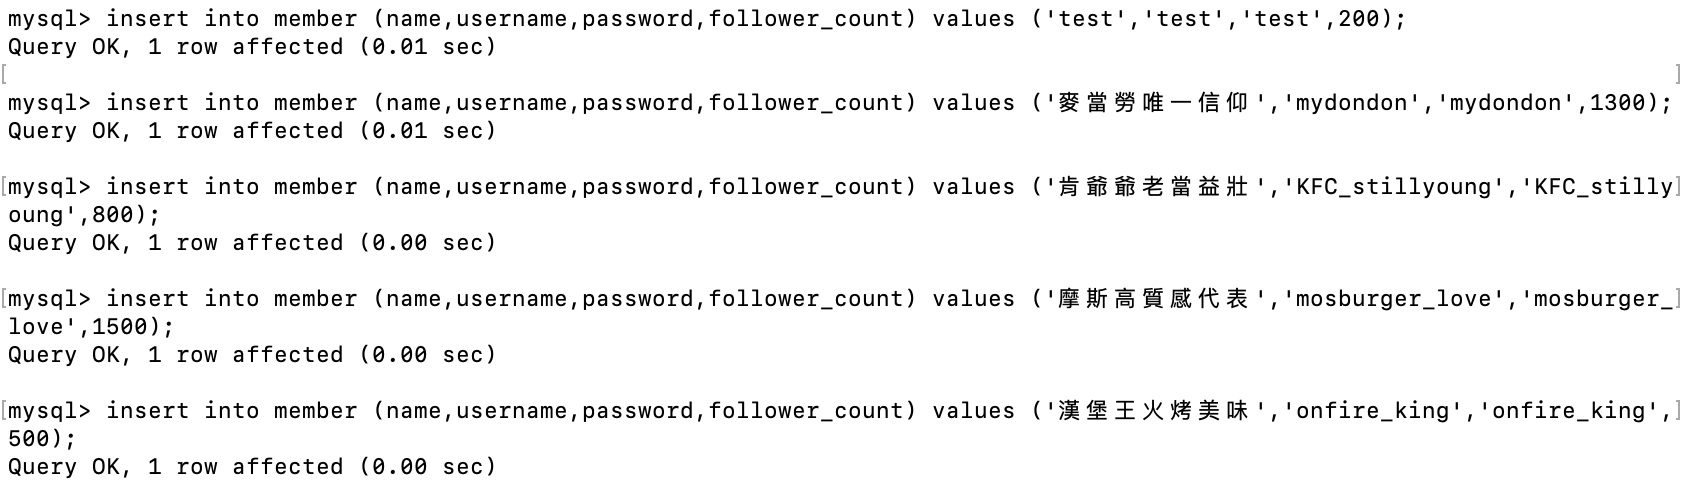 mysql> insert into member (name,username,password,follower_count) values ('test','test','test',200);
Query OK, 1 row affected (0.01 sec)
[ ]
mysql> insert into member (name,username,password,follower_count) values ('麥當勞唯一信仰','mydondon','mydondon',1300);
Query OK, 1 row affected (0.01 sec)
[mysql> insert into member (name,username,password,follower_count) values ('肯爺爺老當益壯','KFC_stillyoung','KFC_stilly]
oung',800);
Query OK, 1 row affected (0.00 sec)
[mysql> insert into member (name,username,password,follower_count) values ('摩斯高質感代表','mosburger_love','mosburger_]
love',1500);
Query OK, 1 row affected (0.00 sec)
[mysql> insert into member (name,username,password,follower_count) values ('漢堡王火烤美味','onfire_king','onfire_king',]
500);
Query OK, 1 row affected (0.00 sec)